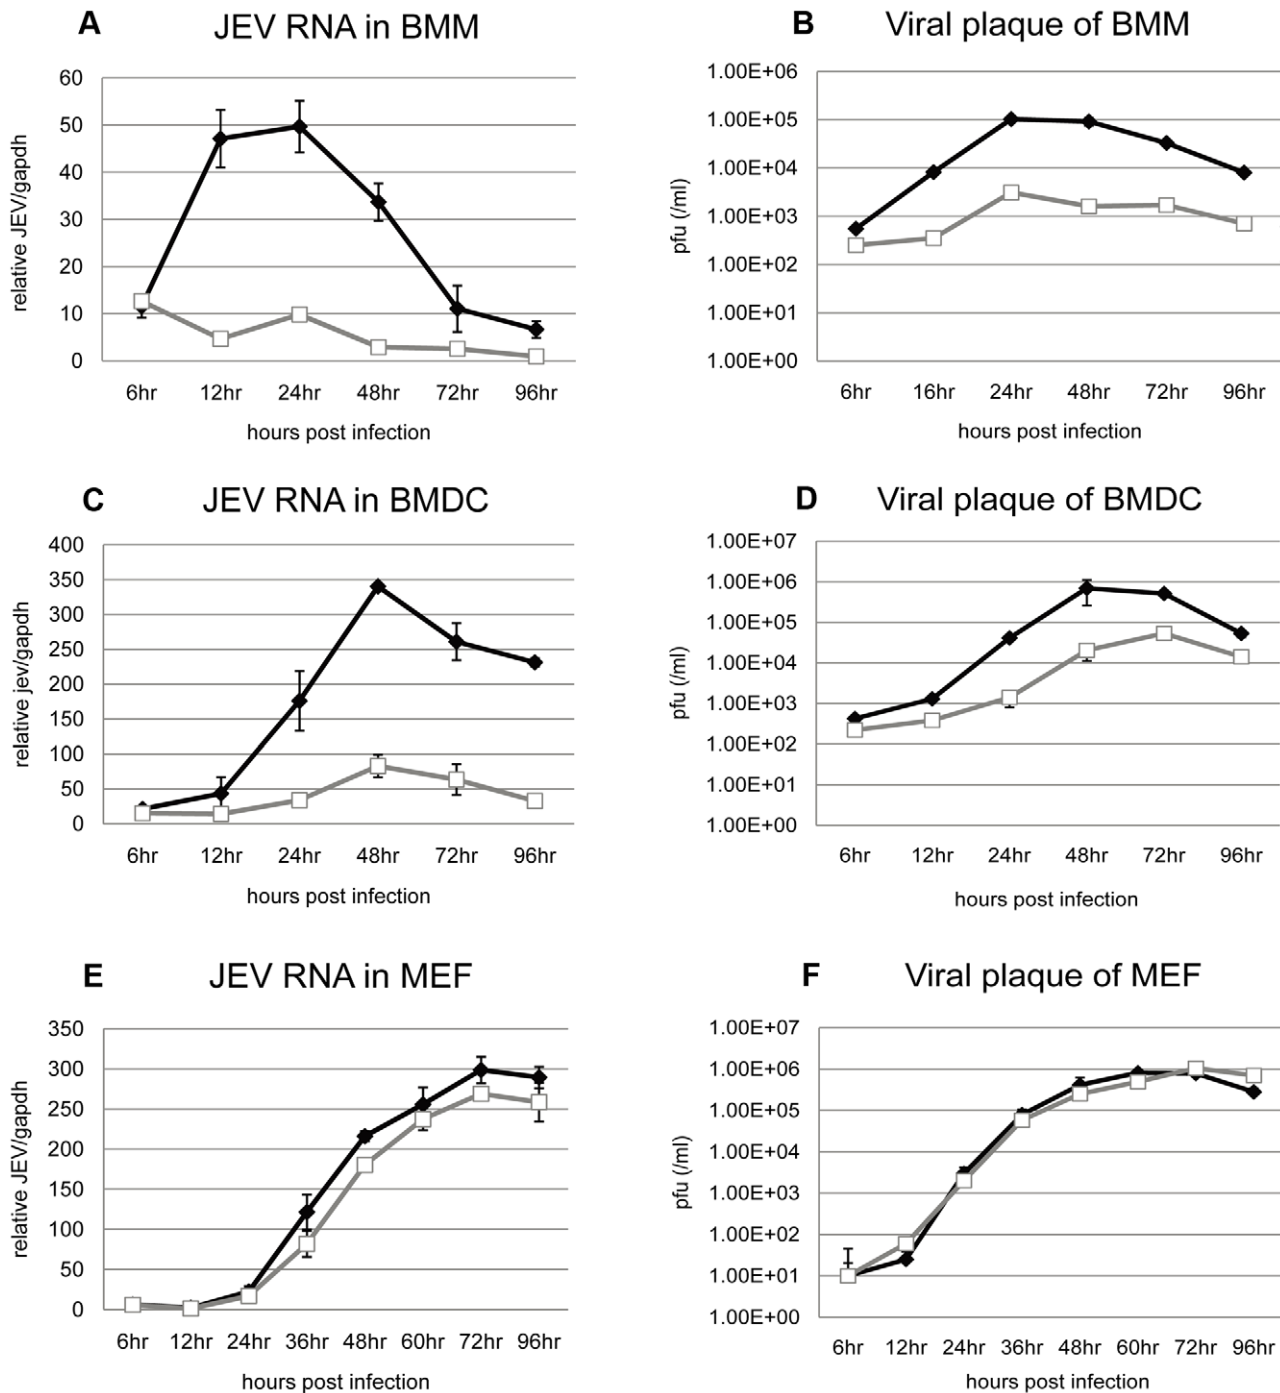 A JEV RNA in BMM
60
50
40
30
20
10
0
relative JEV/gapdh
6hr 12hr 24hr 48hr 72hr 96hr
hours post infection
B Viral plaque of BMM
1.00E+06
1.00E+05
1.00E+04
1.00E+03
1.00E+02
1.00E+01
1.00E+00
pfu (/ml)
6hr 16hr 24hr 48hr 72hr 96hr
hours post infection
C JEV RNA in BMDC
400
350
300
250
200
150
100
50
0
relative jev/gapdh
6hr 12hr 24hr 48hr 72hr 96hr
hours post infection
D Viral plaque of BMDC
1.00E+07
1.00E+06
1.00E+05
1.00E+04
1.00E+03
1.00E+02
1.00E+01
1.00E+00
pfu (/ml)
6hr 12hr 24hr 48hr 72hr 96hr
hours post infection
E JEV RNA in MEF
350
300
250
200
150
100
50
0
relative JEV/gapdh
6hr 12hr 24hr 36hr 48hr 60hr 72hr 96hr
hours post infection
F Viral plaque of MEF
1.00E+07
1.00E+06
1.00E+05
1.00E+04
1.00E+03
1.00E+02
1.00E+01
1.00E+00
pfu (/ml)
6hr 12hr 24hr 36hr 48hr 60hr 72hr 96hr
hours post infection